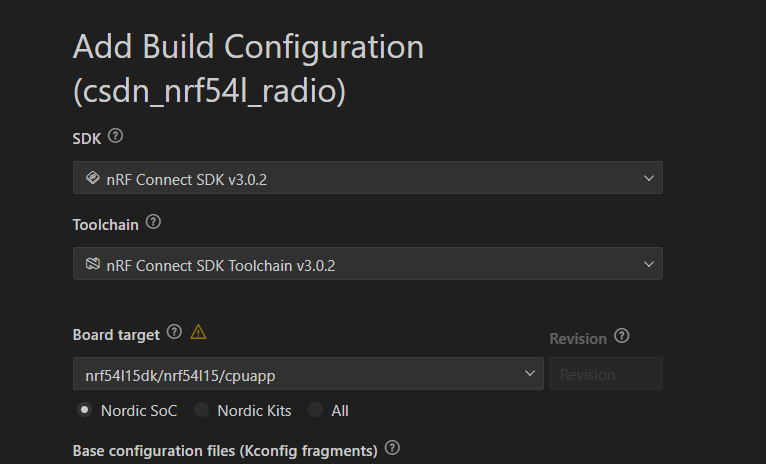 Add Build Configuration
(csdn_nrf54l_radio)
SDK
nRF Connect SDK v3.0.2
Toolchain
nRF Connect SDK Toolchain v3.0.2
Board target
Revision
nrf54l15dk/nrf54l15/cpuapp
Revision
Nordic SoC Nordic Kits All
Base configuration files (Kconfig fragments)